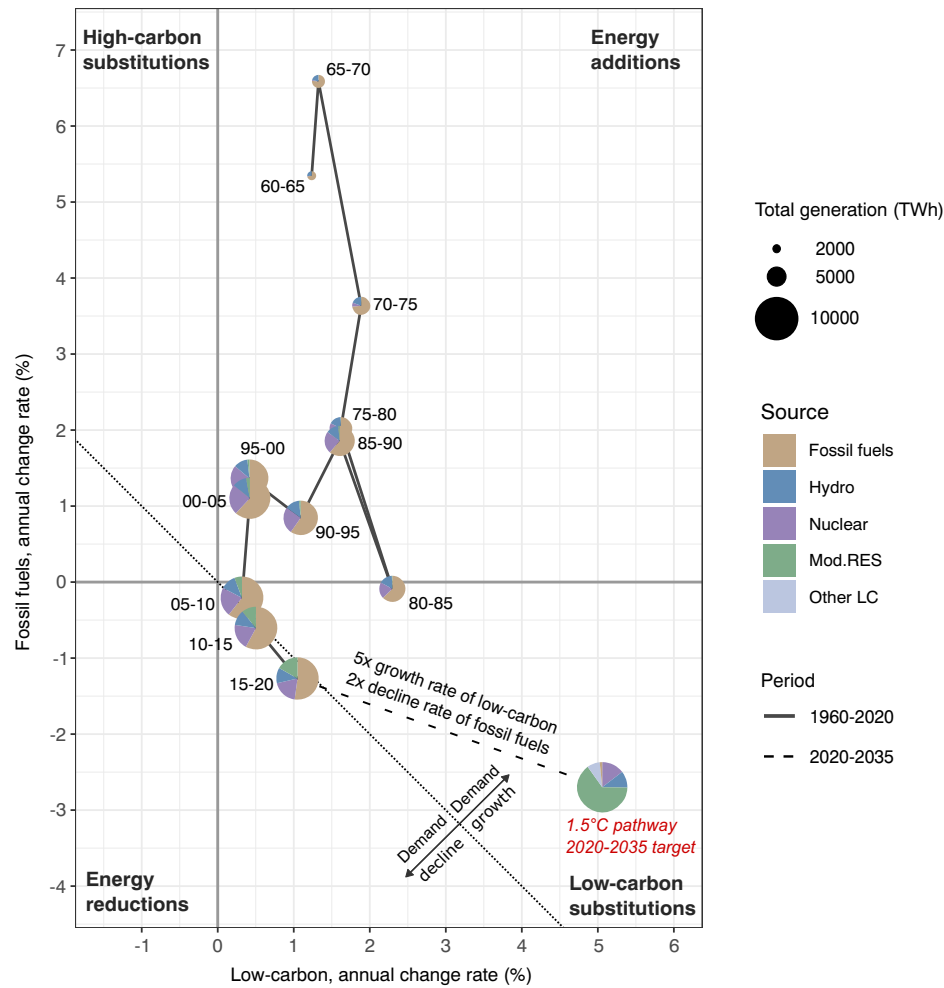 High-carbon
substitutions
Energy
additions
65-70
60-65
70-75
75-80
85-90
95-00
00-05
90-95
80-85
05-10
10-15
15-20
5x growth rate of low-carbon
2x decline rate of fossil fuels
Demand
growth
Demand
decline
1.5°C pathway
2020-2035 target
Energy
reductions
Low-carbon
substitutions
7
6
5
4
3
2
1
0
-1
-2
-3
-4
Fossil fuels, annual change rate (%)
-1
0
1
2
3
4
5
6
Low-carbon, annual change rate (%)
Total generation (TWh)
2000
5000
10000
Source
Fossil fuels
Hydro
Nuclear
Mod.RES
Other LC
Period
1960-2020
2020-2035